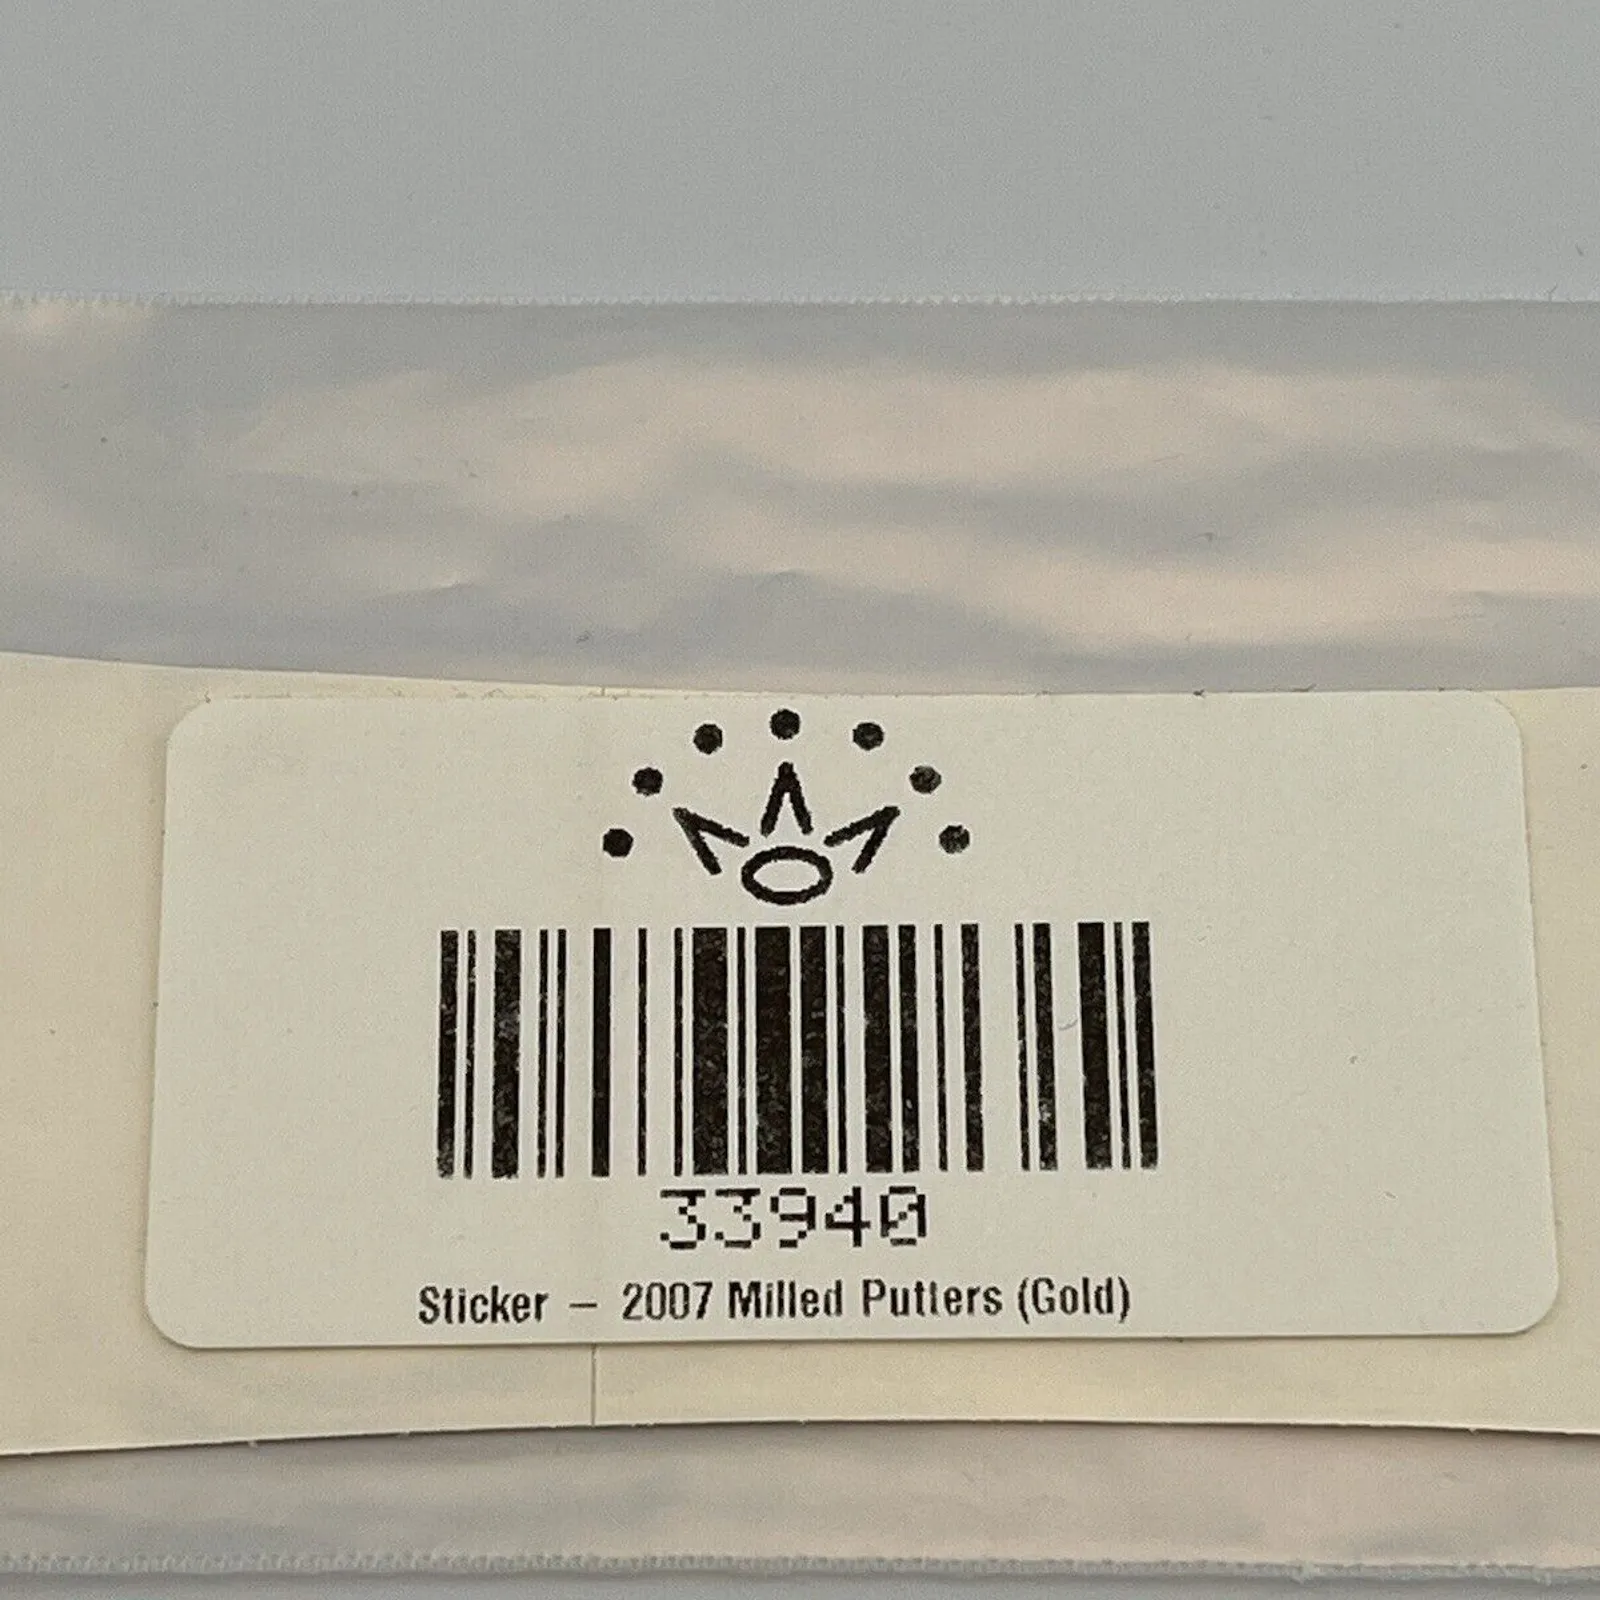 33940
Sticker – 2007 Milled Putters (Gold)